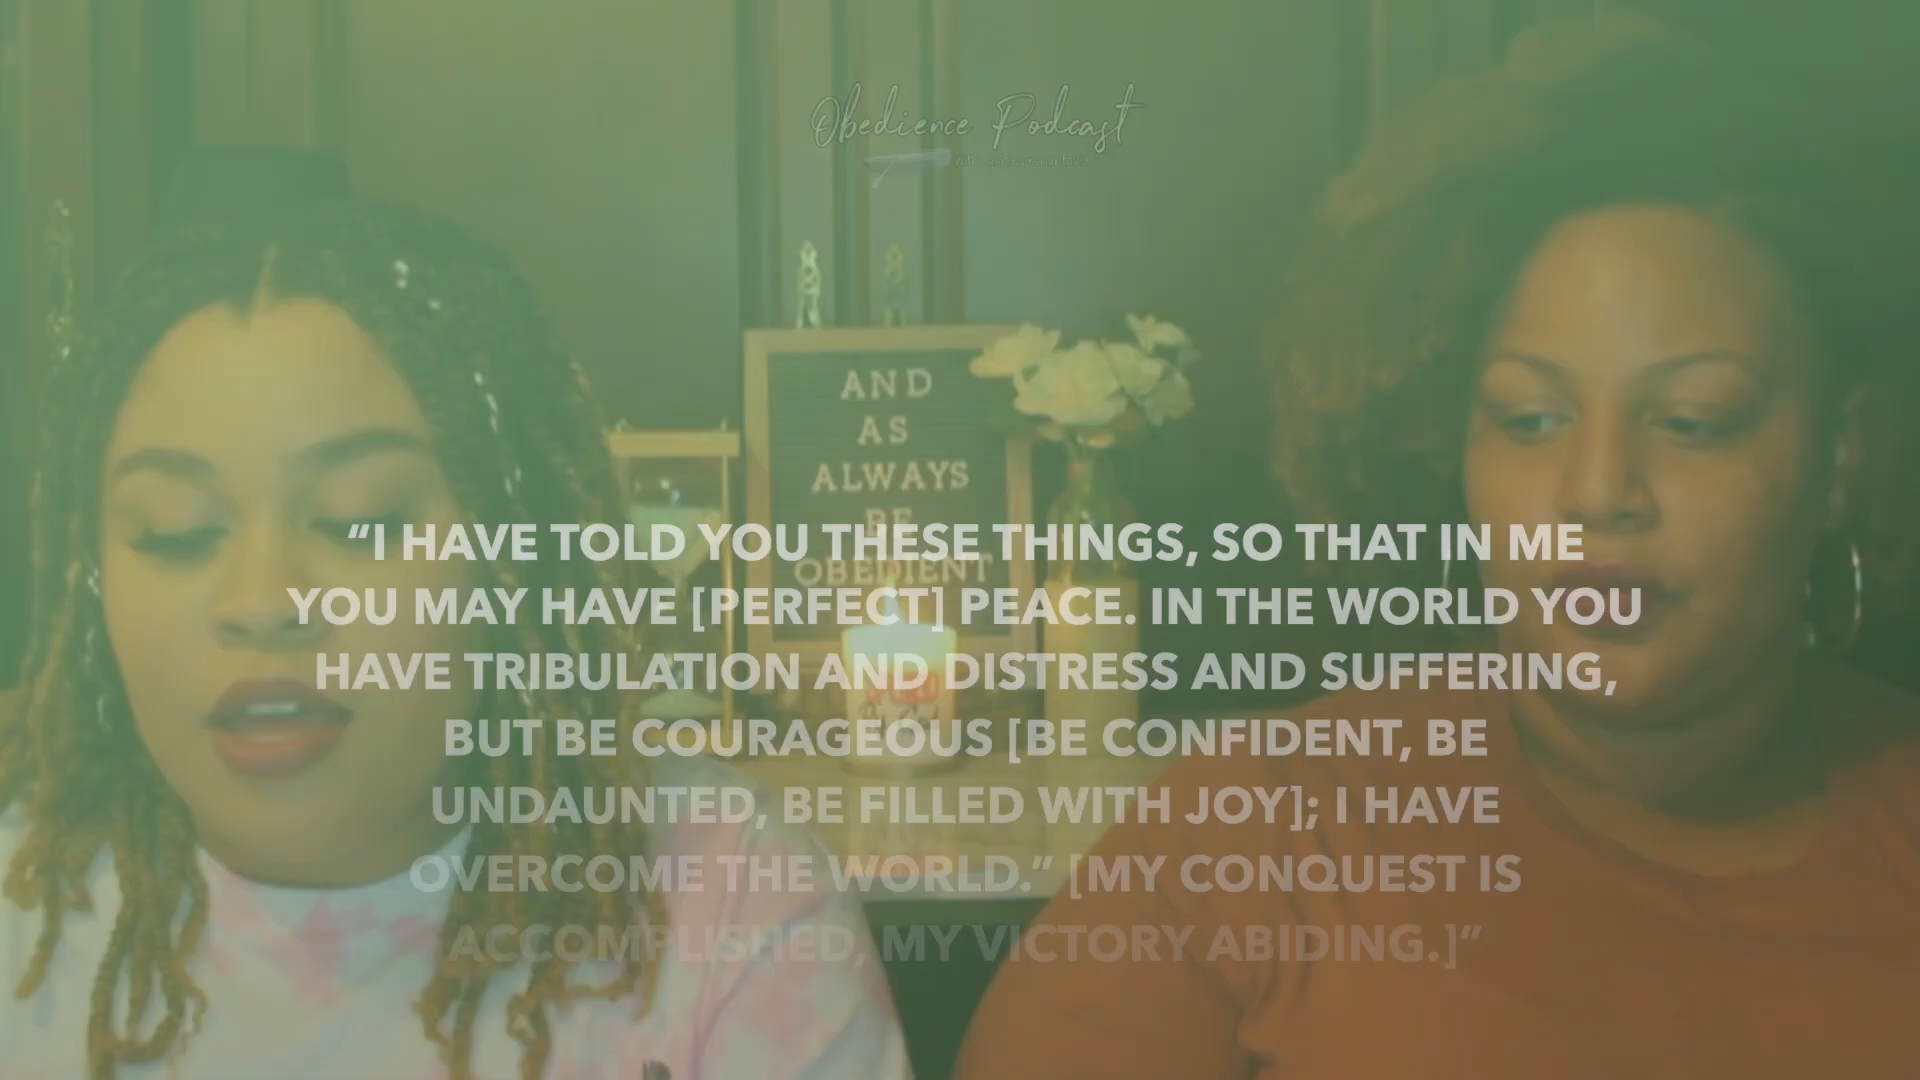 Obedience Podcast
AND
AS
ALWAYS
BE
OBEDIENT
“I HAVE TOLD YOU THESE THINGS, SO THAT IN ME
YOU MAY HAVE [PERFECT] PEACE. IN THE WORLD YOU
HAVE TRIBULATION AND DISTRESS AND SUFFERING,
BUT BE COURAGEOUS [BE CONFIDENT, BE
UNDAUNTED, BE FILLED WITH JOY]; I HAVE
OVERCOME THE WORLD.” [MY CONQUEST IS
ACCOMPLISHED, MY VICTORY ABIDING.]”